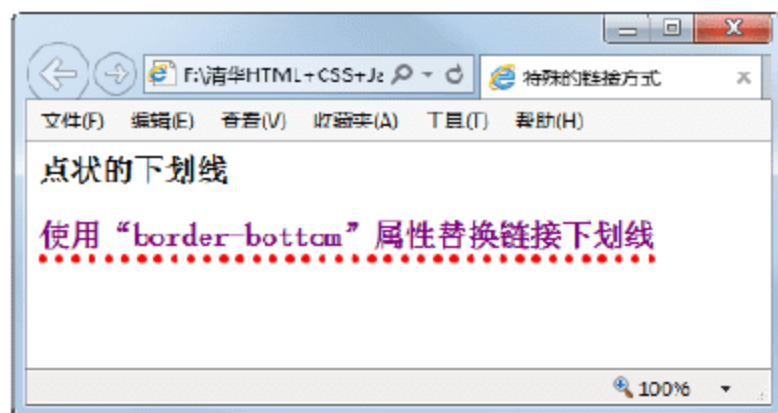 F:\清华HTML+CSS+Ja
特殊的链接方式
文件(F) 编辑(E) 查看(V) 收藏夹(A) 工具(T) 帮助(H)
点状的下划线
使用“border-bottom”属性替换链接下划线
100%